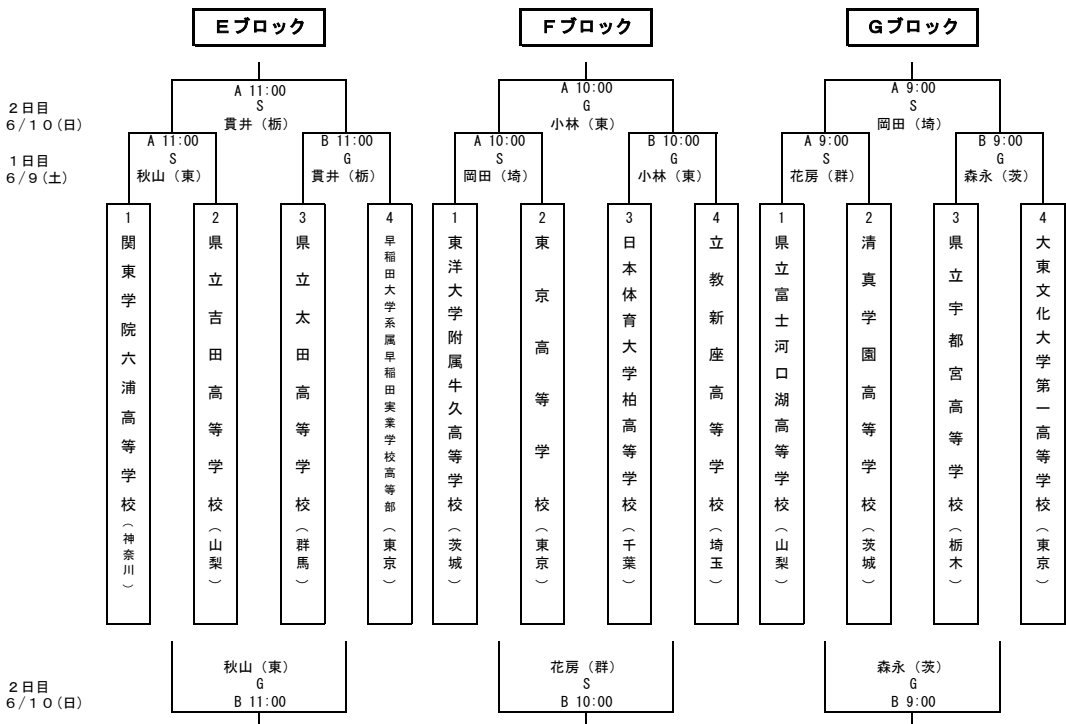 Ｅブロック
Ｆブロック
Ｇブロック
２日目
６/１０(日)
A 11:00
S
貫井（栃）
A 10:00
G
小林（東）
A 9:00
S
岡田（埼）
１日目
６/９(土)
A 11:00
S
秋山（東）
B 11:00
G
貫井（栃）
A 10:00
S
岡田（埼）
B 10:00
G
小林（東）
A 9:00
S
花房（群）
B 9:00
G
森永（茨）
1 関東学院六浦高等学校（神奈川）
2 県立吉田高等学校（山梨）
3 県立太田高等学校（群馬）
4 早稲田大学系属早稲田実業学校高等部（東京）
1 東洋大学附属牛久高等学校（茨城）
2 東京高等学校（東京）
3 日本体育大学柏高等学校（千葉）
4 立教新座高等学校（埼玉）
1 県立富士河口湖高等学校（山梨）
2 清真学園高等学校（茨城）
3 県立宇都宮高等学校（栃木）
4 大東文化大学第一高等学校（東京）
２日目
６/１０(日)
秋山（東）
G
B 11:00
花房（群）
S
B 10:00
森永（茨）
G
B 9:00